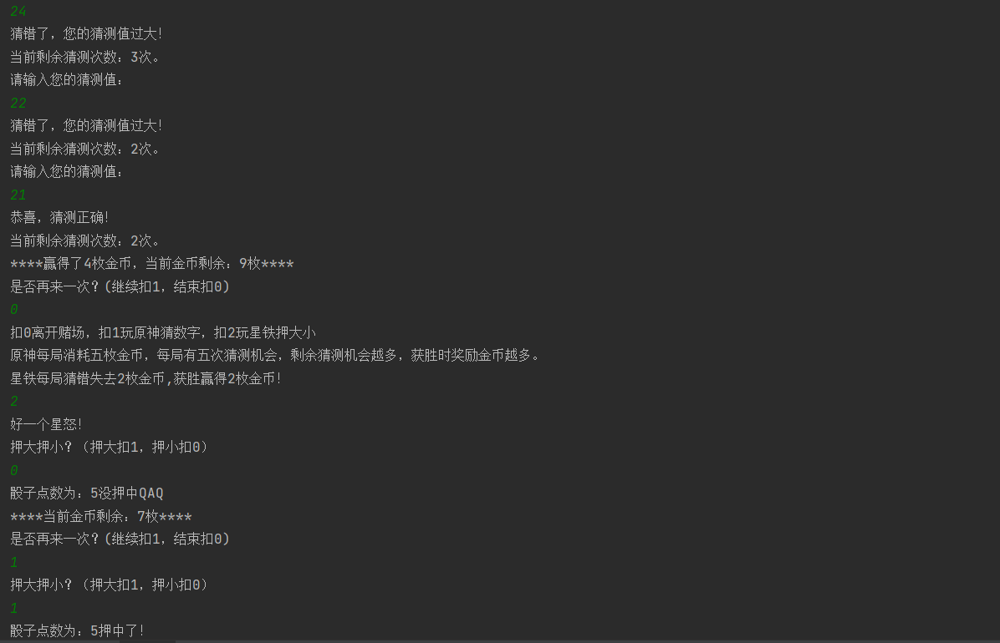 24
猜错了，您的猜测值过大！
当前剩余猜测次数：3次。
请输入您的猜测值：
22
猜错了，您的猜测值过大！
当前剩余猜测次数：2次。
请输入您的猜测值：
21
恭喜，猜测正确！
当前剩余猜测次数：2次。
****赢得了4枚金币，当前金币剩余：9枚****
是否再来一次？(继续扣1，结束扣0)
0
扣0离开赌场，扣1玩原神猜数字，扣2玩星铁押大小
原神每局消耗五枚金币，每局有五次猜测机会，剩余猜测机会越多，获胜时奖励金币越多。
星铁每局猜错失去2枚金币,获胜赢得2枚金币！
2
好一个星怒！
押大押小？（押大扣1，押小扣0）
0
骰子点数为：5没押中QAQ
****当前金币剩余：7枚****
是否再来一次？(继续扣1，结束扣0)
1
押大押小？（押大扣1，押小扣0）
1
骰子点数为：5押中了！